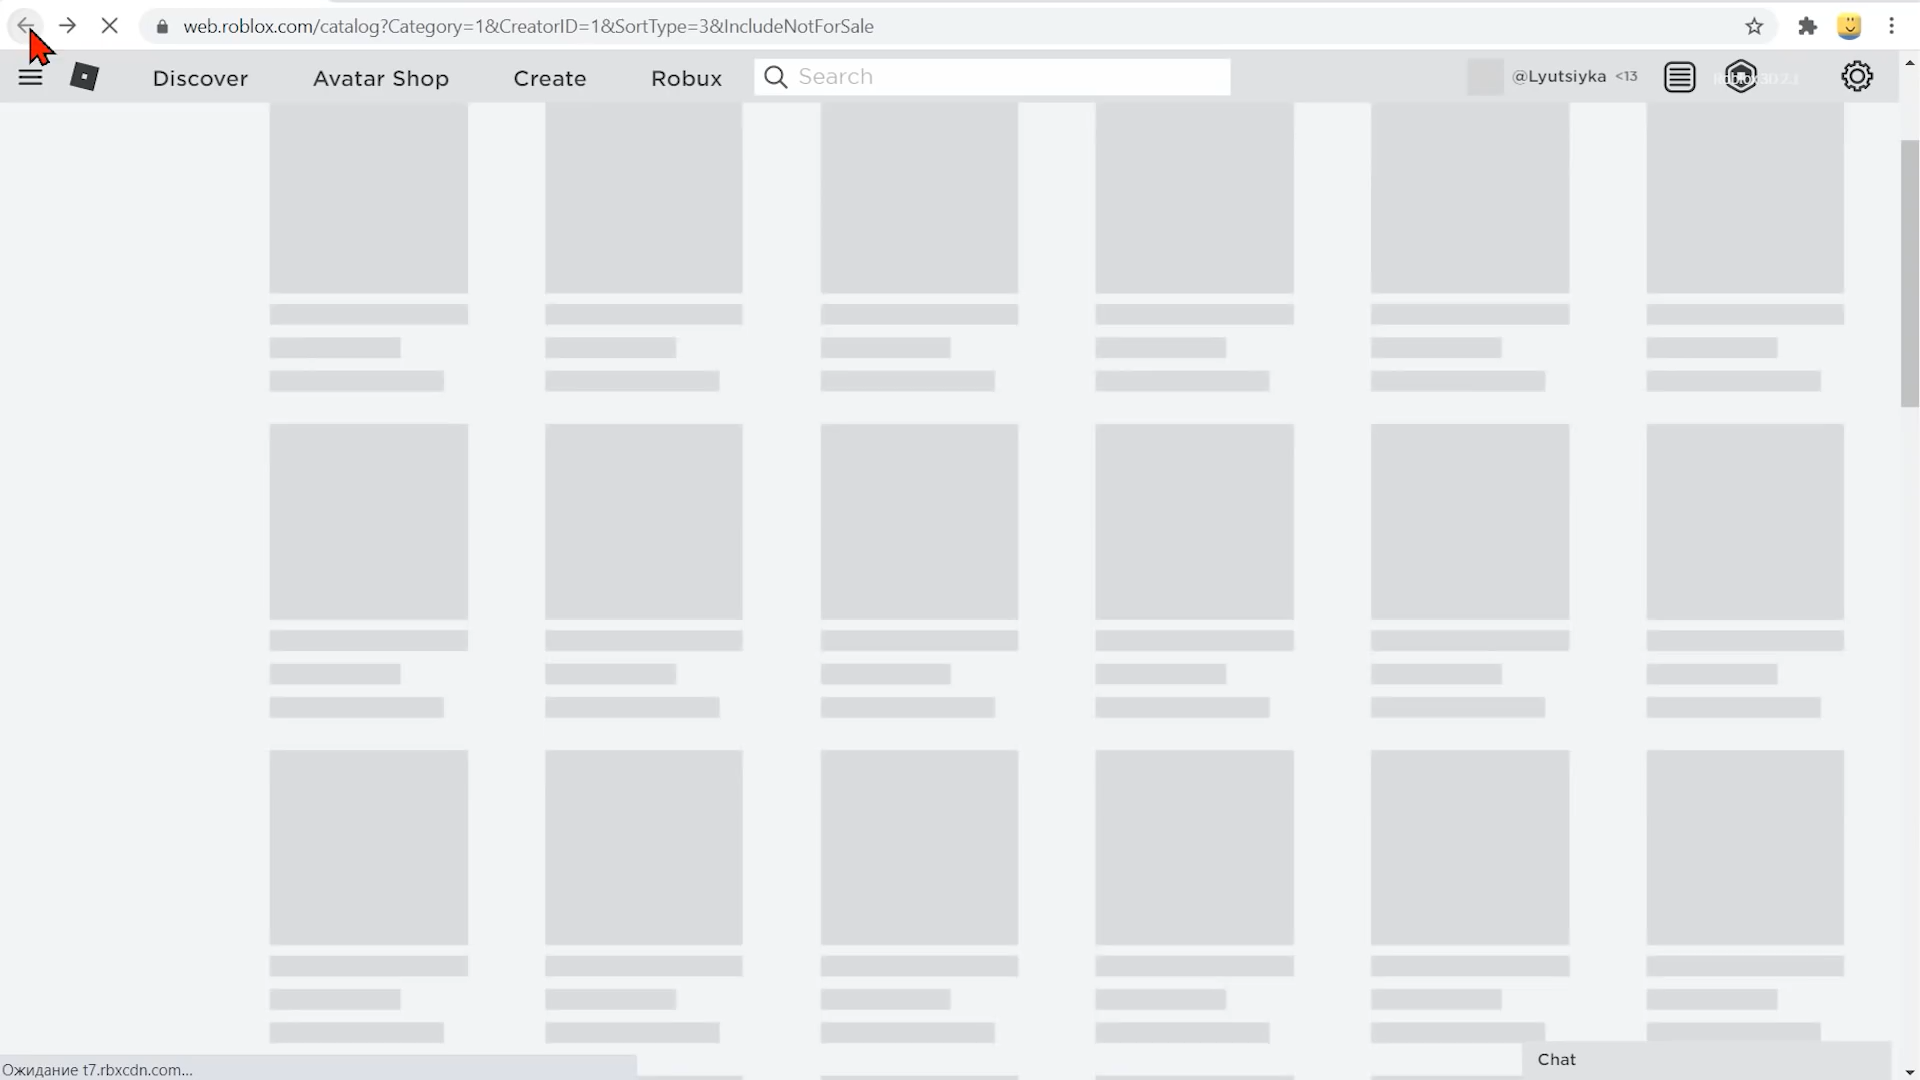 web.roblox.com/catalog?Category=1&CreatorID=1&SortType=3&IncludeNotForSale
Discover
Avatar Shop
Create
Robux
Search
@Lyutsiyka <13
Ожидание t7.rbxcdn.com...
Chat